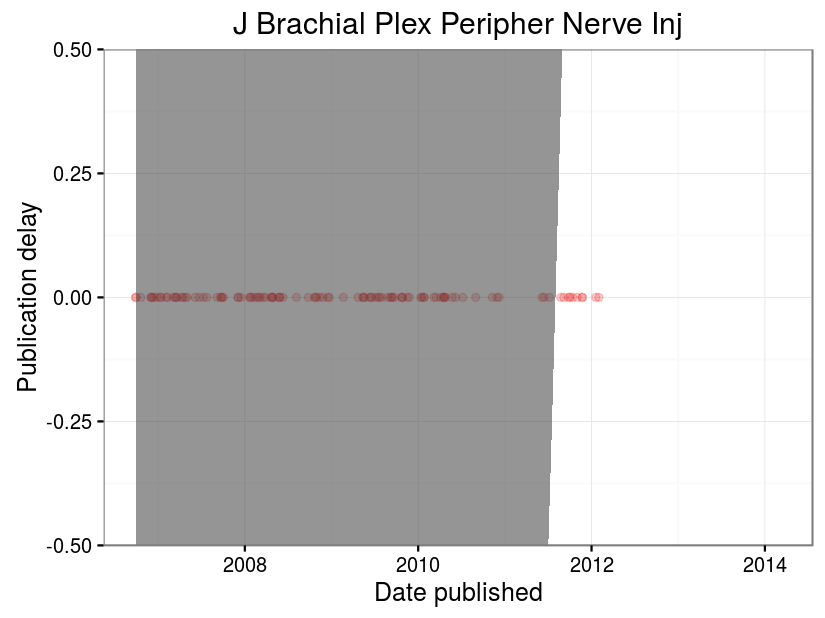 J Brachial Plex Peripher Nerve Inj
0.50
0.25
0.00
-0.25
-0.50
Publication delay
2008 2010 2012 2014
Date published